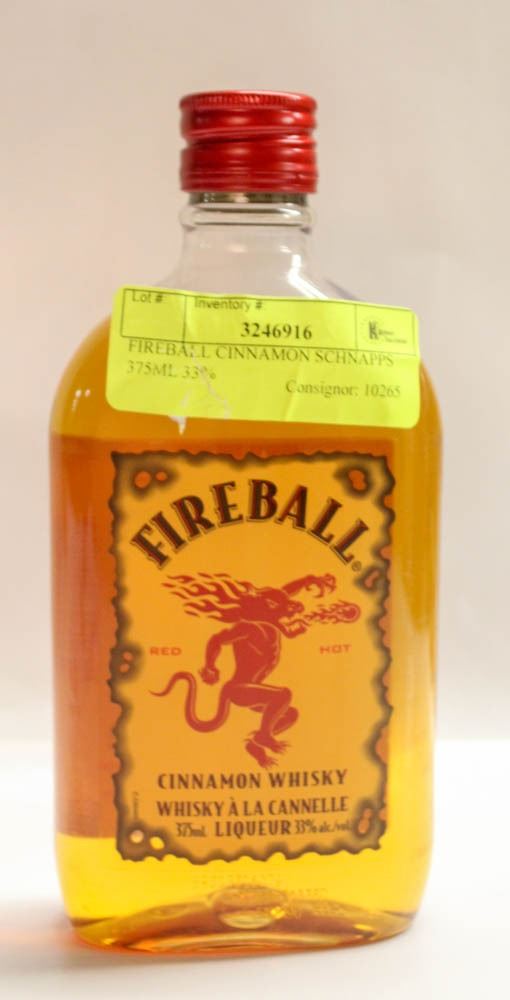 Lot #
Inventory #:
3246916
FIREBALL CINNAMON SCHNAPPS
375ML 33%
Consignor: 10265
FIREBALL
RED HOT
CINNAMON WHISKY
WHISKY À LA CANNELLE
375mL LIQUEUR 33% alc./vol.